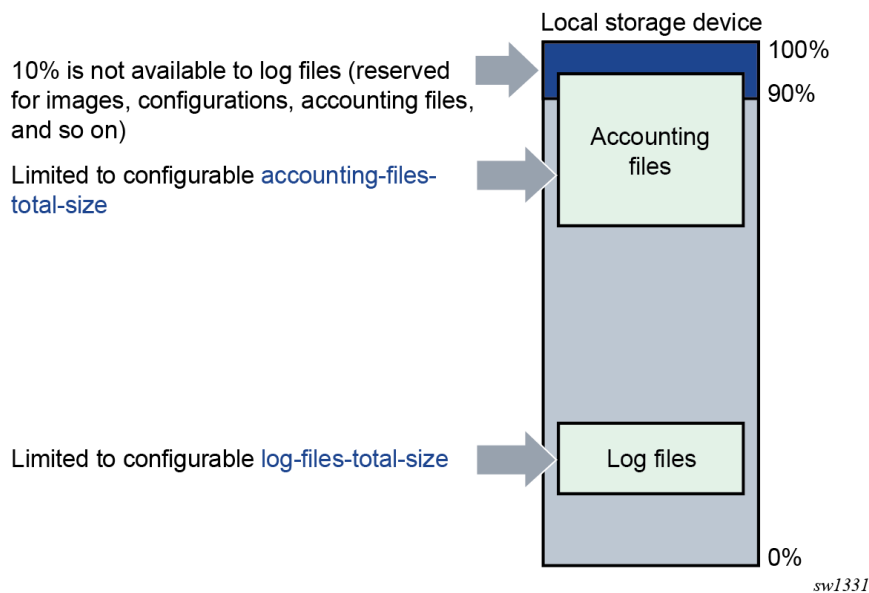 Local storage device
100%
10% is not available to log files (reserved
for images, configurations, accounting files,
and so on)
90%
Accounting
files
Limited to configurable accounting-files-
total-size
Limited to configurable log-files-total-size
Log files
0%
sw1331